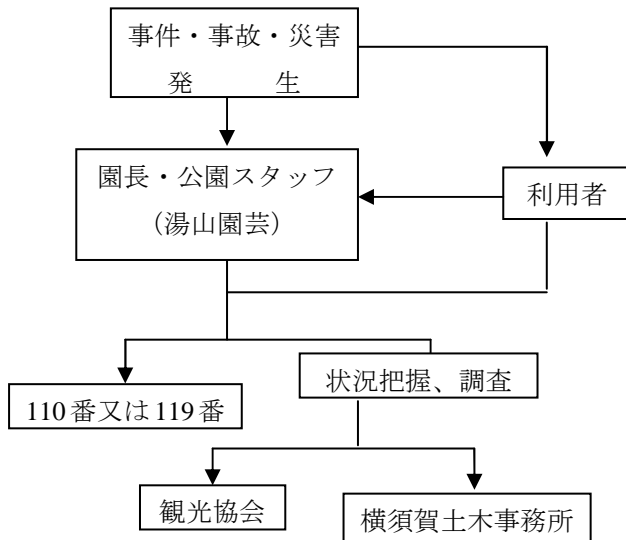 事件・事故・災害
発　　生
園長・公園スタッフ
（湯山園芸）
利用者
110番又は119番
状況把握、調査
観光協会
横須賀土木事務所